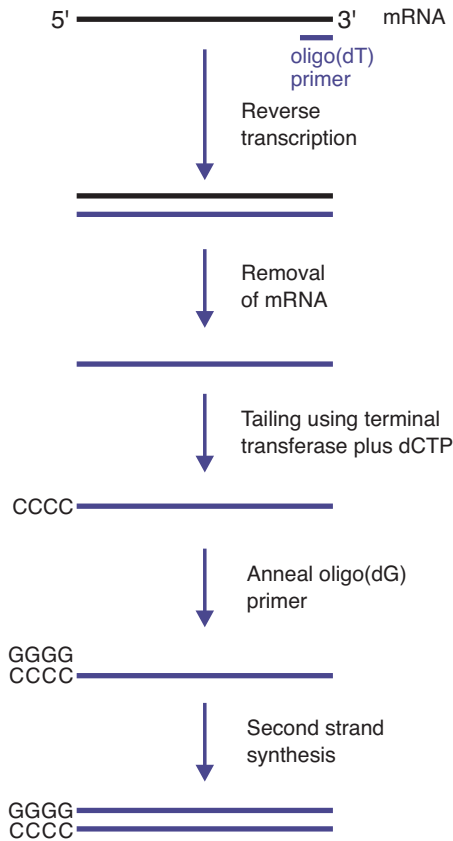 5' 3' mRNA
oligo(dT)
primer
Reverse
transcription
Removal
of mRNA
Tailing using terminal
transferase plus dCTP
CCCC
Anneal oligo(dG)
primer
GGGG
CCCC
Second strand
synthesis
GGGG
CCCC